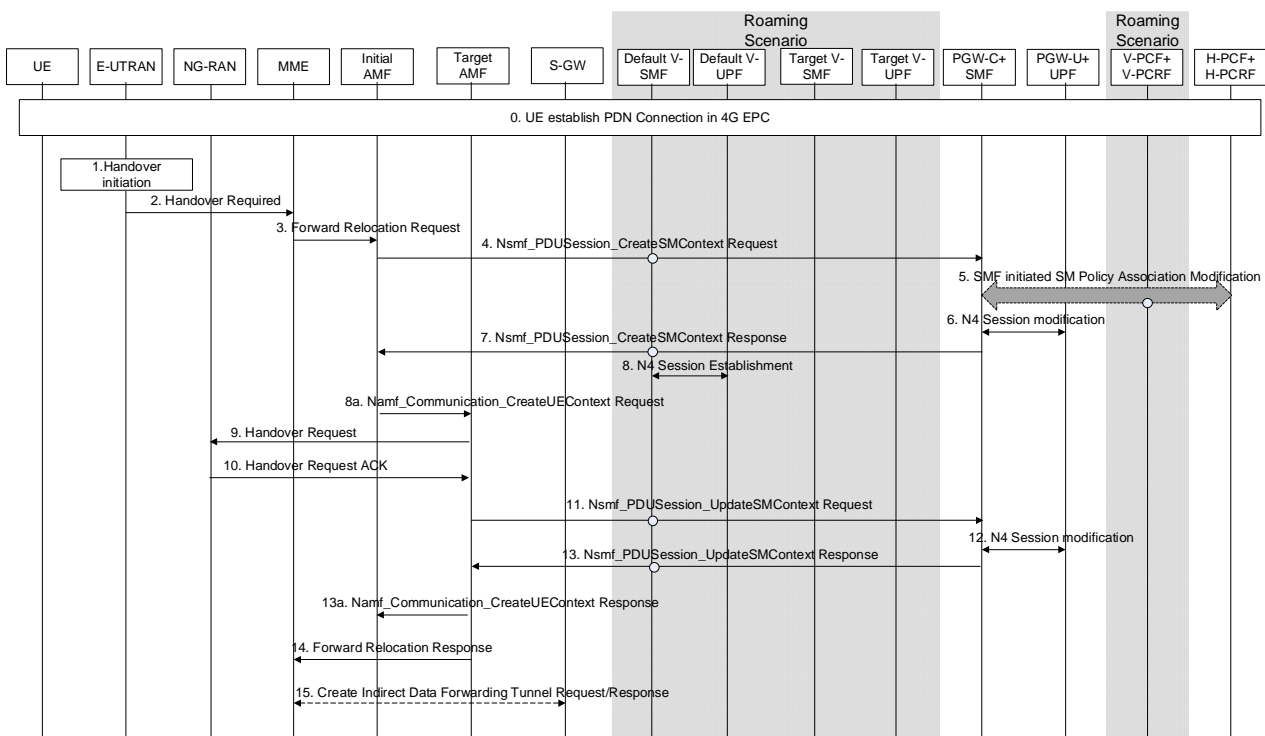 Roaming
Scenario
Roaming
Scenario
UE
E-UTRAN
NG-RAN
MME
Initial
AMF
Target
AMF
S-GW
Default V-
SMF
Default V-
UPF
Target V-
SMF
Target V-
UPF
PGW-C+
SMF
PGW-U+
UPF
V-PCF+
V-PCRF
H-PCF+
H-PCRF
0. UE establish PDN Connection in 4G EPC
1.Handover
initiation
2. Handover Required
3. Forward Relocation Request
4. Nsmf_PDUSession_CreateSMContext Request
5. SMF initiated SM Policy Association Modification
6. N4 Session modification
7. Nsmf_PDUSession_CreateSMContext Response
8. N4 Session Establishment
8a. Namf_Communication_CreateUEContext Request
9. Handover Request
10. Handover Request ACK
11. Nsmf_PDUSession_UpdateSMContext Request
12. N4 Session modification
13. Nsmf_PDUSession_UpdateSMContext Response
13a. Namf_Communication_CreateUEContext Response
14. Forward Relocation Response
15. Create Indirect Data Forwarding Tunnel Request/Response